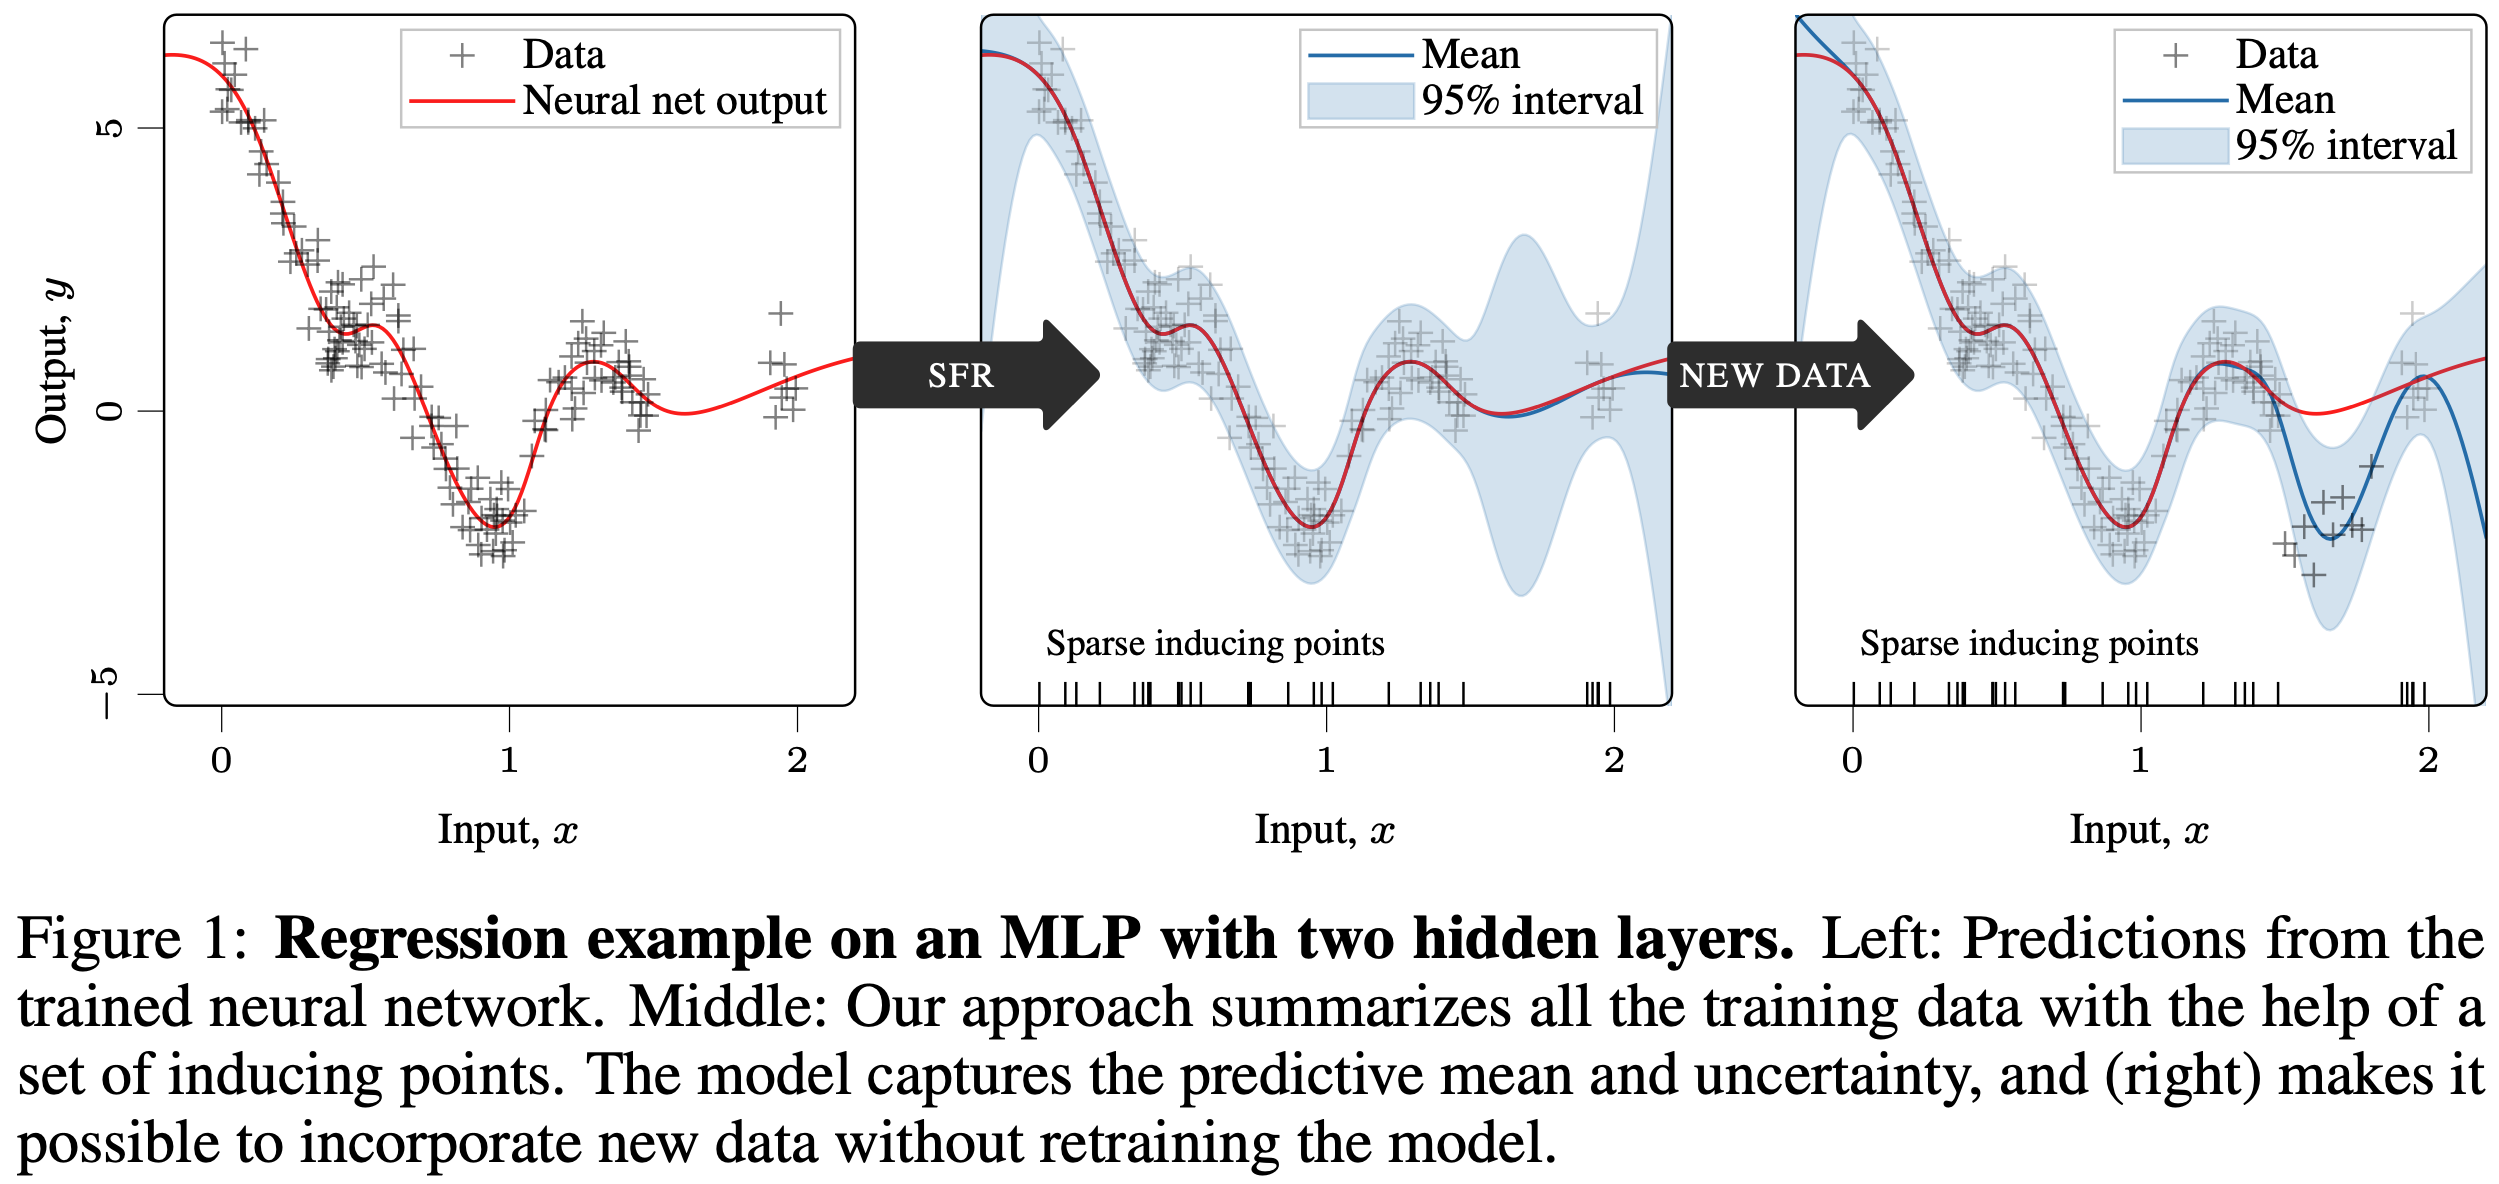 Data
Neural net output
Mean
95% interval
Data
Mean
95% interval
Output, y
5
0
−5
SFR
NEW DATA
Sparse inducing points
Sparse inducing points
0 1 2
0 1 2
0 1 2
Input, x
Input, x
Input, x
Figure 1: Regression example on an MLP with two hidden layers. Left: Predictions from the
trained neural network. Middle: Our approach summarizes all the training data with the help of a
set of inducing points. The model captures the predictive mean and uncertainty, and (right) makes it
possible to incorporate new data without retraining the model.